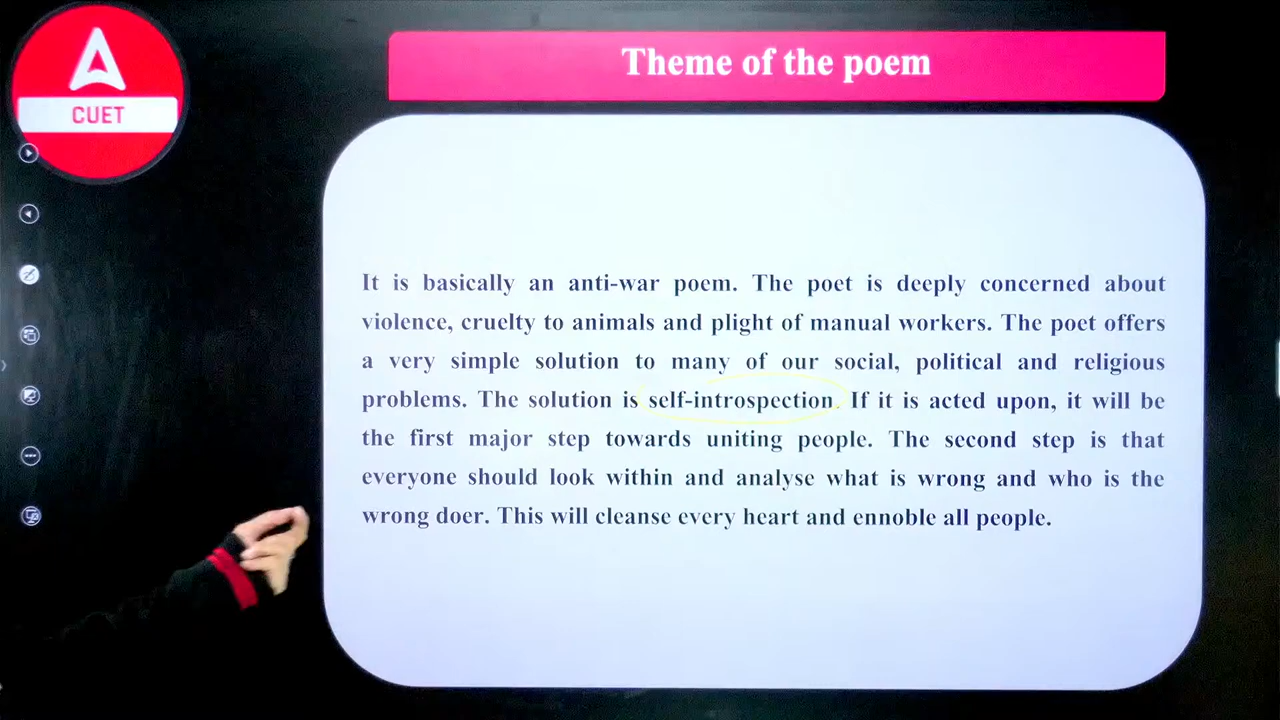 CUET
Theme of the poem
It is basically an anti-war poem. The poet is deeply concerned about
violence, cruelty to animals and plight of manual workers. The poet offers
a very simple solution to many of our social, political and religious
problems. The solution is self-introspection. If it is acted upon, it will be
the first major step towards uniting people. The second step is that
everyone should look within and analyse what is wrong and who is the
wrong doer. This will cleanse every heart and ennoble all people.